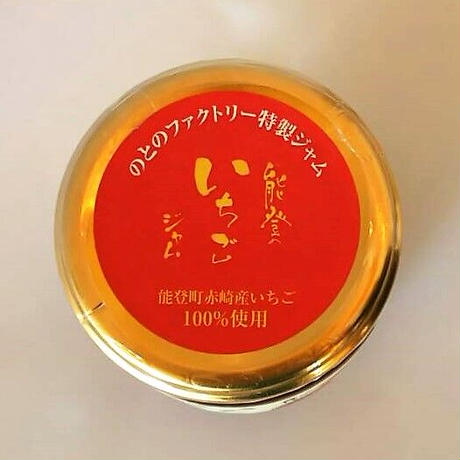 のとのファクトリー特製ジャム
能登の
いちご
ジャム
能登町赤崎産いちご
100%使用